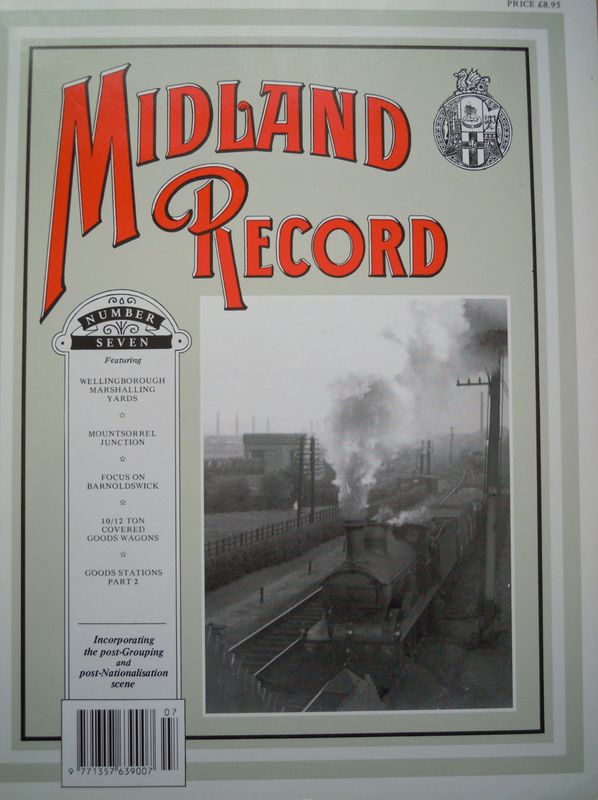 PRICE £8.95
MIDLAND
RECORD
NUMBER
SEVEN
Featuring
WELLINGBOROUGH
MARSHALLING
YARDS
☆
MOUNTSORREL
JUNCTION
☆
FOCUS ON
BARNOLDSWICK
☆
10/12 TON
COVERED
GOODS WAGONS
☆
GOODS STATIONS
PART 2
Incorporating
the post-Grouping
and
post-Nationalisation
scene
07
9 771357 639007